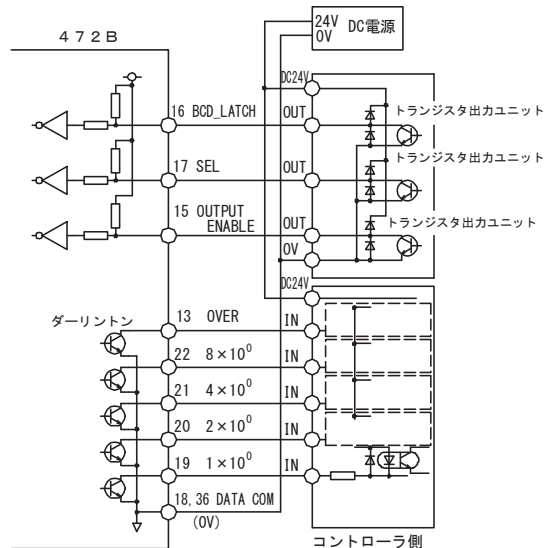 24V
0V
DC電源
472B
DC24V
16 BCD_LATCH
OUT
トランジスタ出力ユニット
17 SEL
OUT
トランジスタ出力ユニット
15 OUTPUT
ENABLE
OUT
トランジスタ出力ユニット
0V
DC24V
ダーリントン
13 OVER
IN
22 8×10⁰
IN
21 4×10⁰
IN
20 2×10⁰
IN
19 1×10⁰
IN
18,36 DATA COM
(0V)
コントローラ側